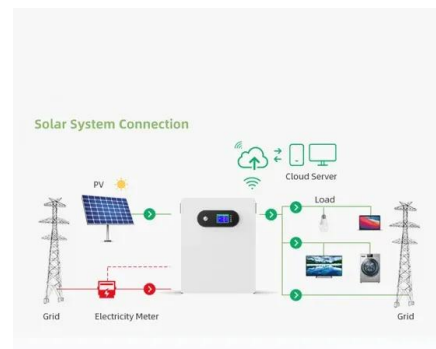 Solar System Connection
Cloud Server
PV
Load
Grid
Electricity Meter
Grid